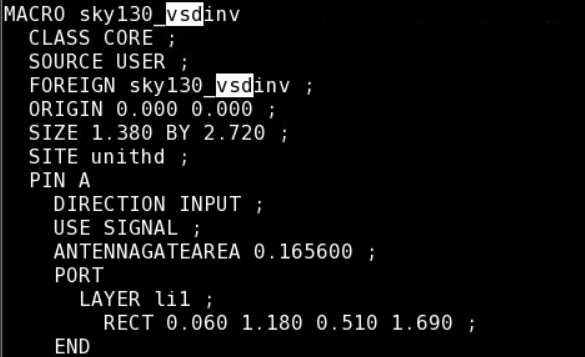 MACRO sky130_vsdinv
  CLASS CORE ;
  SOURCE USER ;
  FOREIGN sky130_vsdinv ;
  ORIGIN 0.000 0.000 ;
  SIZE 1.380 BY 2.720 ;
  SITE unithd ;
  PIN A
    DIRECTION INPUT ;
    USE SIGNAL ;
    ANTENNAGATEAREA 0.165600 ;
    PORT
      LAYER li1 ;
        RECT 0.060 1.180 0.510 1.690 ;
    END